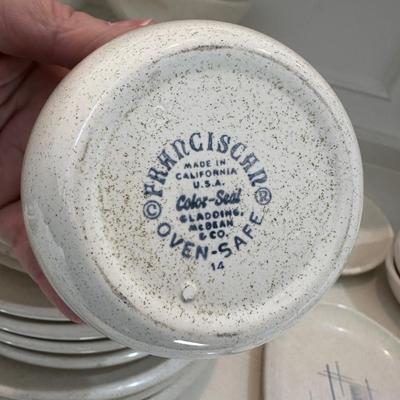 © FRANCISCAN ®
MADE IN
CALIFORNIA
U.S.A.
Color-Seal
GLADDING,
McBEAN
& CO.
OVEN-SAFE
14